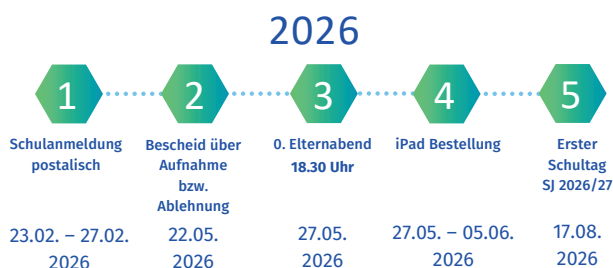 2026
1
2
3
4
5
Schulanmeldung
postalisch
Bescheid über
Aufnahme
bzw.
Ablehnung
0. Elternabend
18.30 Uhr
iPad Bestellung
Erster
Schultag
SJ 2026/27
23.02. – 27.02.
2026
22.05.
2026
27.05.
2026
27.05. – 05.06.
2026
17.08.
2026